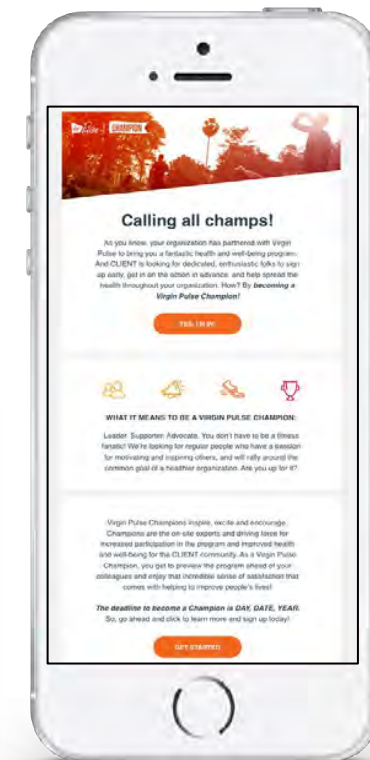 CHAMPION
Calling all champs!
As you know, your organization has partnered with Virgin
Pulse to bring you a fantastic health and well-being program.
And CLIENT is looking for dedicated, enthusiastic folks to sign
up early, get in on the action in advance, and help spread the
health throughout your organization. How? By becoming a
Virgin Pulse Champion!
YES, I'M IN!
WHAT IT MEANS TO BE A VIRGIN PULSE CHAMPION:
Leader. Supporter. Advocate. You don't have to be a fitness
fanatic! We're looking for regular people who have a passion
for motivating and inspiring others, and will rally around the
common goal of a healthier organization. Are you up for it?
Virgin Pulse Champions inspire, excite and encourage.
Champions are the on-site experts and driving force for
increased participation in the program and improved health
and well-being for the CLIENT community. As a Virgin Pulse
Champion, you get to preview the program ahead of your
colleagues and enjoy that incredible sense of satisfaction that
comes with helping to improve people's lives!
The deadline to become a Champion is DAY, DATE, YEAR.
So, go ahead and click to learn more and sign up today!
GET STARTED